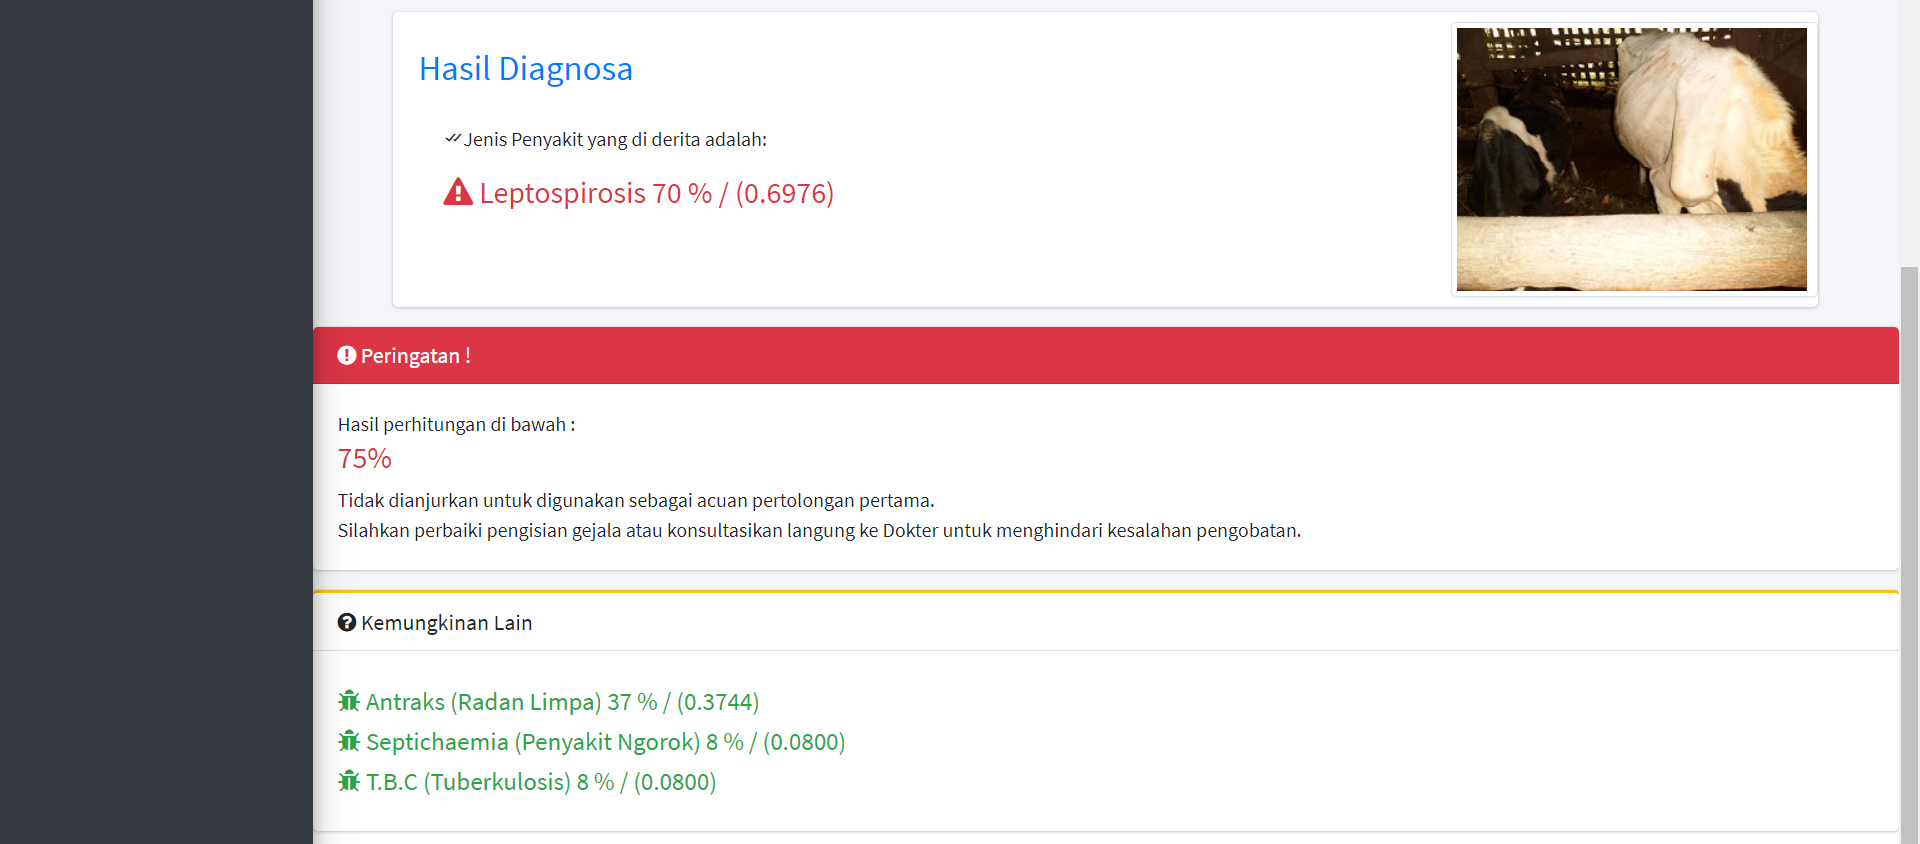 Hasil Diagnosa
Jenis Penyakit yang di derita adalah:
Leptospirosis 70 % / (0.6976)
Peringatan !
Hasil perhitungan di bawah :
75%
Tidak dianjurkan untuk digunakan sebagai acuan pertolongan pertama.
Silahkan perbaiki pengisian gejala atau konsultasikan langung ke Dokter untuk menghindari kesalahan pengobatan.
Kemungkinan Lain
Antraks (Radan Limpa) 37 % / (0.3744)
Septichaemia (Penyakit Ngorok) 8 % / (0.0800)
T.B.C (Tuberkulosis) 8 % / (0.0800)